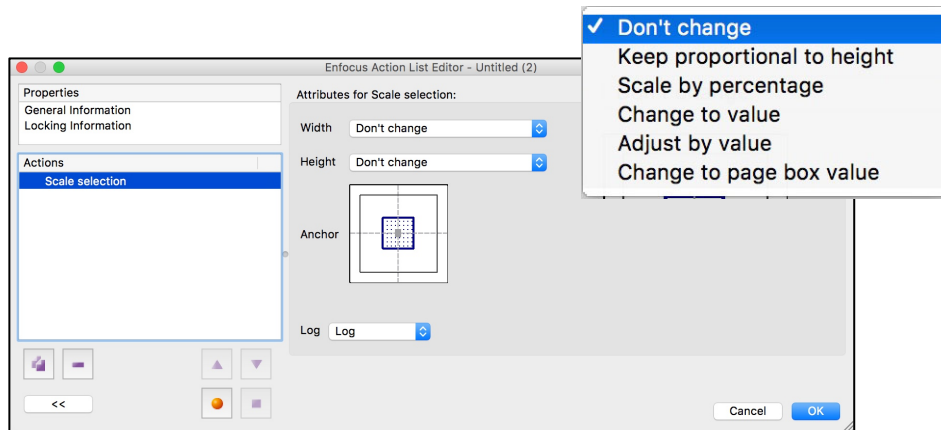 Don't change
Keep proportional to height
Scale by percentage
Change to value
Adjust by value
Change to page box value
Enfocus Action List Editor - Untitled (2)
Properties
General Information
Locking Information
Actions
Scale selection
<<
Attributes for Scale selection:
Width Don't change
Height Don't change
Anchor
Log Log
Cancel OK